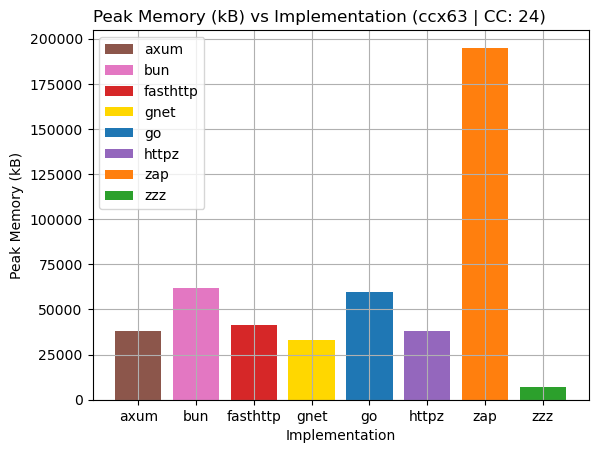 Peak Memory (kB) vs Implementation (ccx63 | CC: 24)
200000
175000
150000
125000
100000
75000
50000
25000
0
Peak Memory (kB)
axum
bun
fasthttp
gnet
go
httpz
zap
zzz
axum bun fasthttp gnet go httpz zap zzz
Implementation